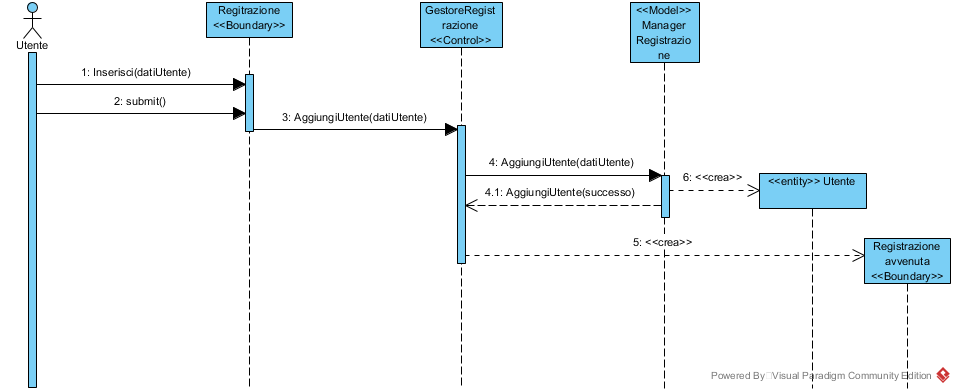 Utente
Regitrazione
<<Boundary>>
GestoreRegist
razione
<<Control>>
<<Model>>
Manager
Registrazio
ne
1: Inserisci(datiUtente)
2: submit()
3: AggiungiUtente(datiUtente)
4: AggiungiUtente(datiUtente)
6: <<crea>>
<<entity>> Utente
4.1: AggiungiUtente(successo)
5: <<crea>>
Registrazione
avvenuta
<<Boundary>>
Powered By Visual Paradigm Community Edition